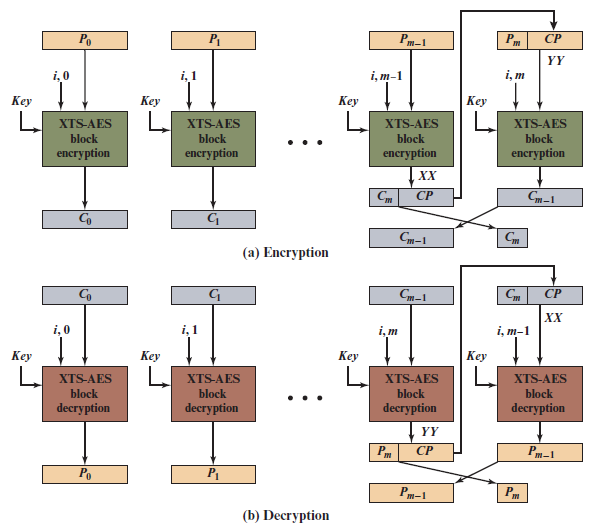 P0 P1 Pm–1 Pm CP
YY
i, 0 i, 1 i, m–1 i, m
Key Key Key Key
XTS-AES XTS-AES XTS-AES XTS-AES
block block block block
encryption encryption • • • encryption encryption
XX
Cm CP Cm–1
C0 C1 Cm–1 Cm
(a) Encryption
C0 C1 Cm–1 Cm CP
XX
i, 0 i, 1 i, m i, m–1
Key Key Key Key
XTS-AES XTS-AES XTS-AES XTS-AES
block block block block
decryption decryption • • • decryption decryption
YY
Pm CP Pm–1
P0 P1 Pm–1 Pm
(b) Decryption